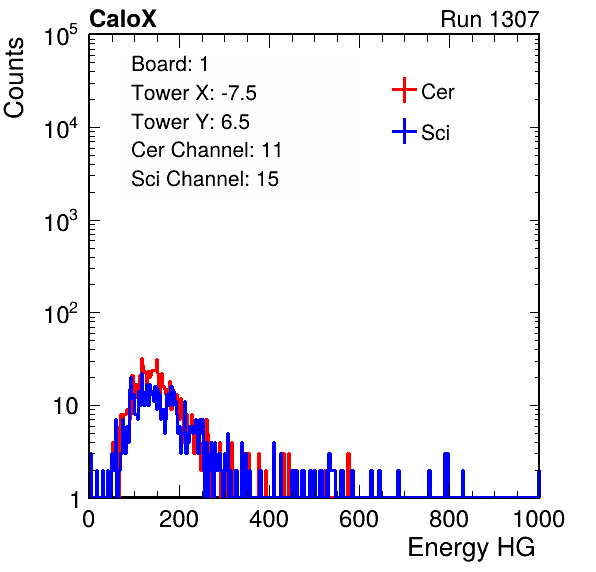 CaloX Run 1307
Counts
Board: 1
Tower X: -7.5
Tower Y: 6.5
Cer Channel: 11
Sci Channel: 15
Cer
Sci
10^5
10^4
10^3
10^2
10
1
0 200 400 600 800 1000
Energy HG